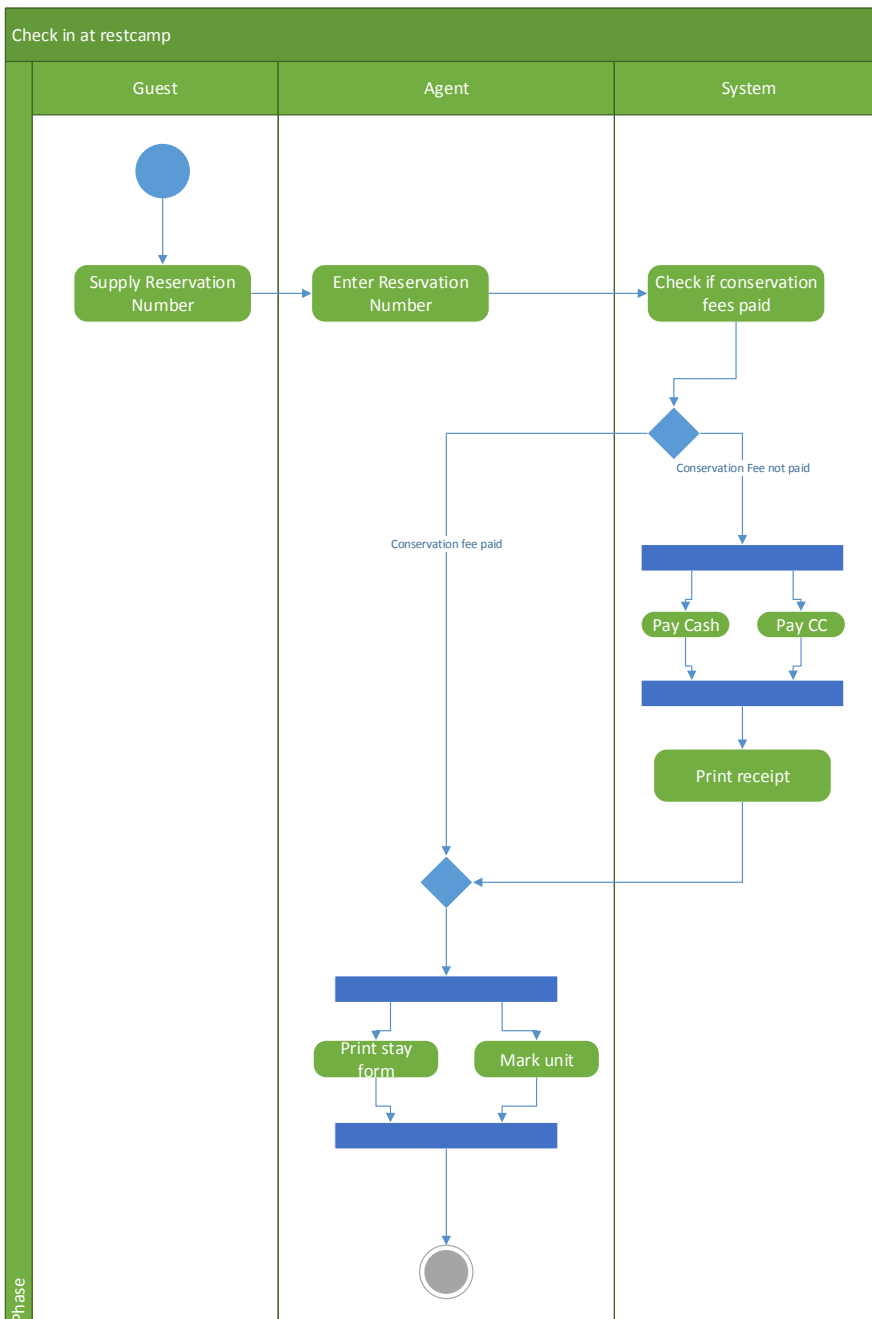 Check in at restcamp
Guest
Agent
System
Supply Reservation
Number
Enter Reservation
Number
Check if conservation
fees paid
Conservation Fee not paid
Conservation fee paid
Pay Cash
Pay CC
Print receipt
Print stay
form
Mark unit
Phase